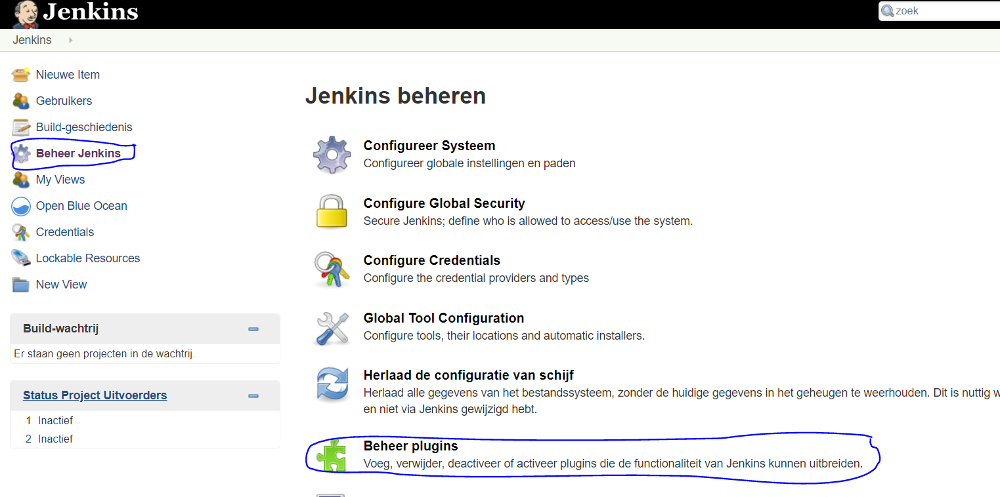 Jenkins
zoek
Jenkins
Nieuwe Item
Gebruikers
Build-geschiedenis
Beheer Jenkins
My Views
Open Blue Ocean
Credentials
Lockable Resources
New View
Build-wachtrij
Er staan geen projecten in de wachtrij.
Status Project Uitvoerders
1 Inactief
2 Inactief
Jenkins beheren
Configureer Systeem
Configureer globale instellingen en paden
Configure Global Security
Secure Jenkins; define who is allowed to access/use the system.
Configure Credentials
Configure the credential providers and types
Global Tool Configuration
Configure tools, their locations and automatic installers.
Herlaad de configuratie van schijf
Herlaad alle gegevens van het bestandssysteem, zonder de huidige gegevens in het geheugen te weerhouden. Dit is nuttig
en niet via Jenkins gewijzigd hebt.
Beheer plugins
Voeg, verwijder, deactiveer of activeer plugins die de functionaliteit van Jenkins kunnen uitbreiden.